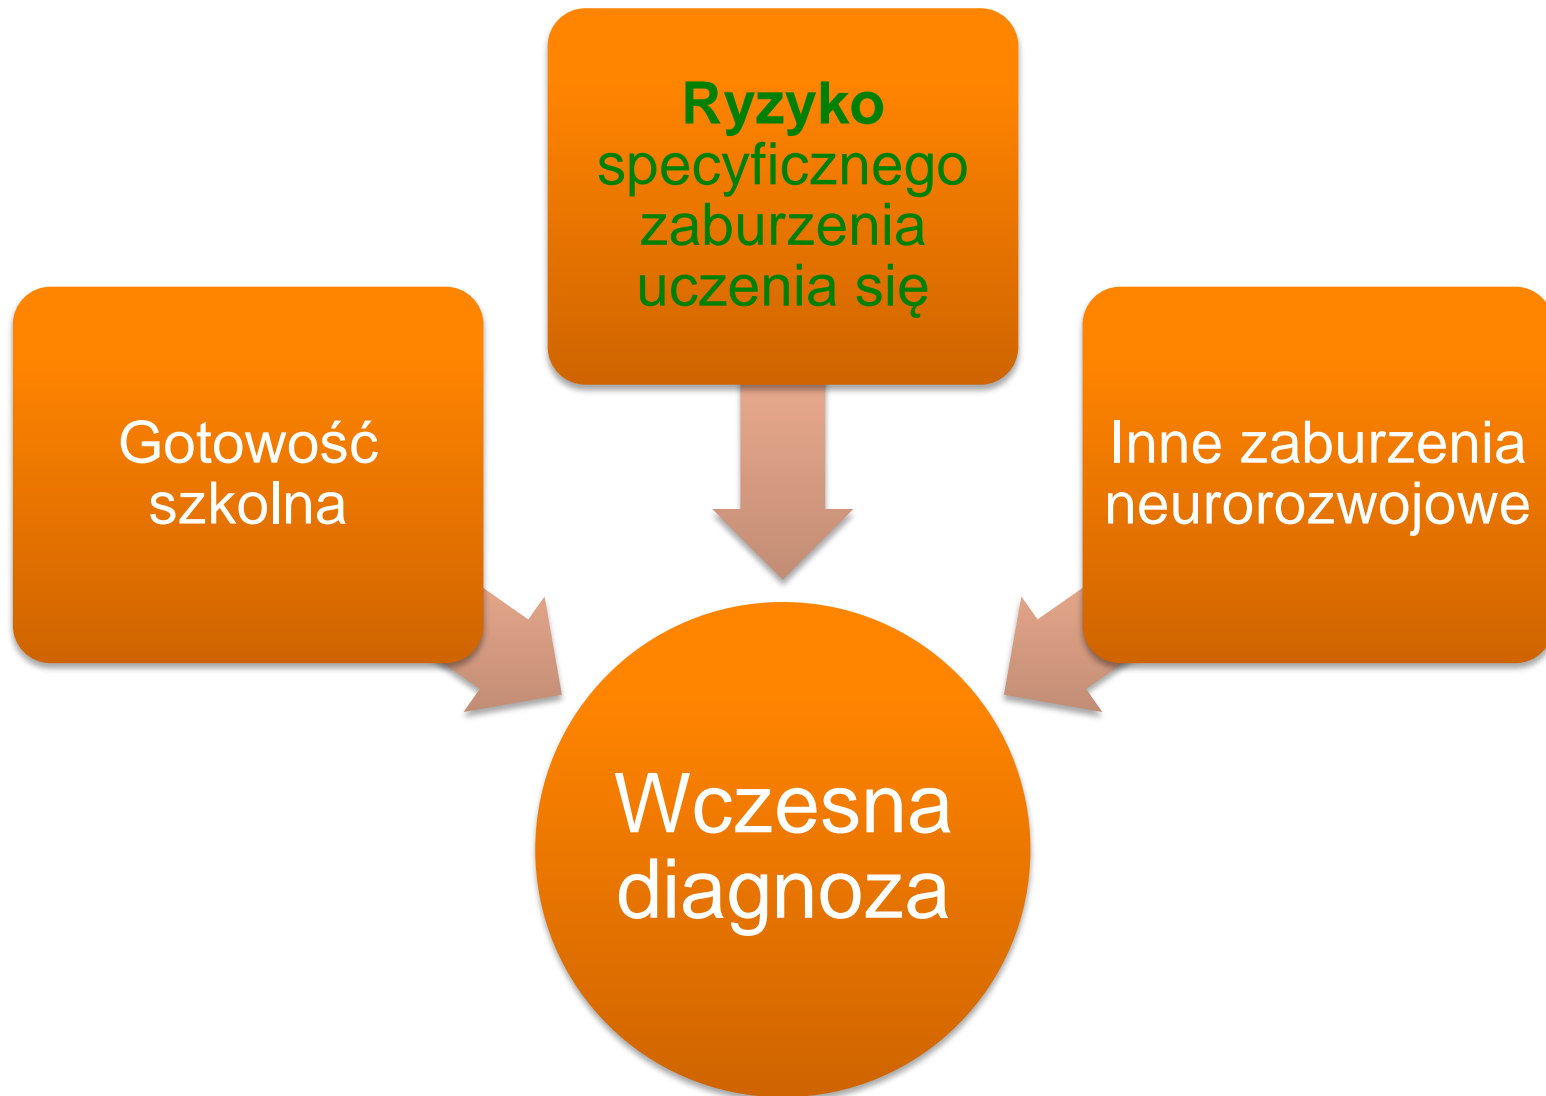 Ryzyko
specyficznego
zaburzenia
uczenia się
Gotowość
szkolna
Inne zaburzenia
neurorozwojowe
Wczesna
diagnoza